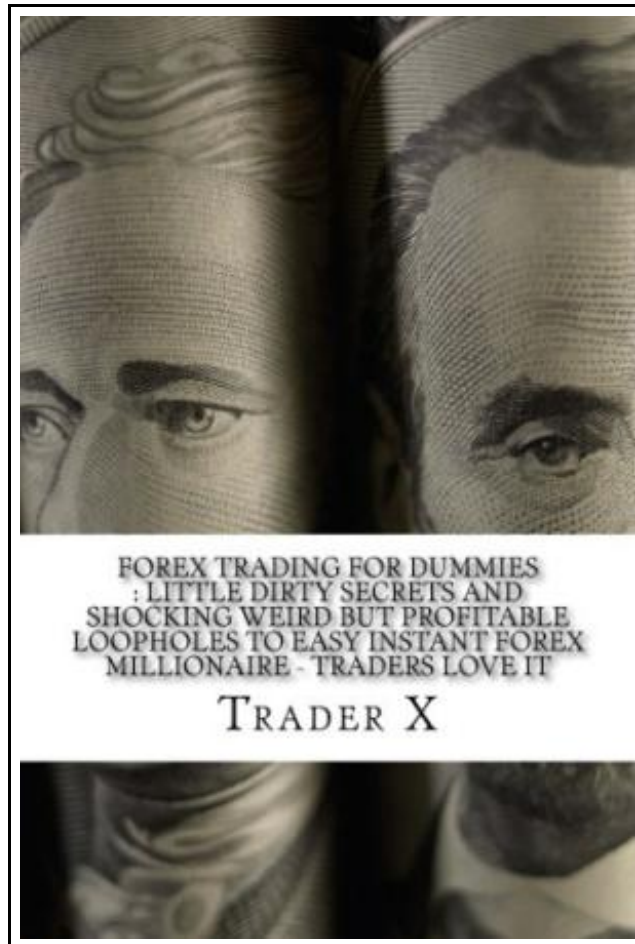 FOREX TRADING FOR DUMMIES
: LITTLE DIRTY SECRETS AND
SHOCKING WEIRD BUT PROFITABLE
LOOPHOLES TO EASY INSTANT FOREX
MILLIONAIRE - TRADERS LOVE IT
TRADER X